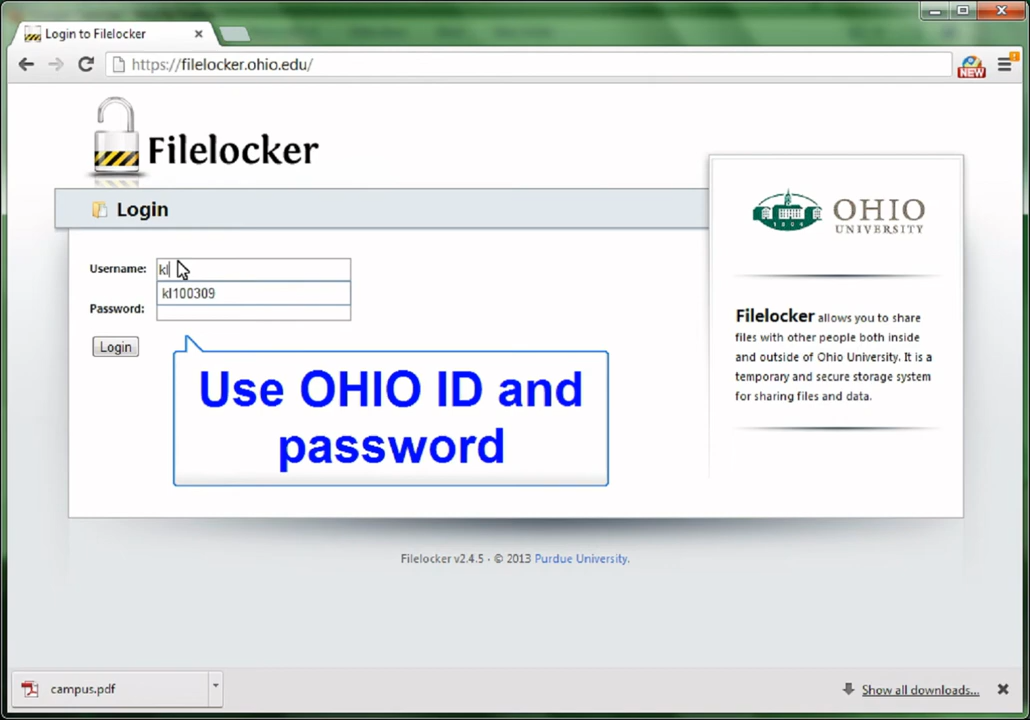 Login to Filelocker
https://filelocker.ohio.edu/
NEW
Filelocker
Login
OHIO
UNIVERSITY
1804
Username: kl
kl100309
Password:
Login
Use OHIO ID and
password
Filelocker allows you to share
files with other people both inside
and outside of Ohio University. It is a
temporary and secure storage system
for sharing files and data.
Filelocker v2.4.5 · © 2013 Purdue University.
campus.pdf
Show all downloads...